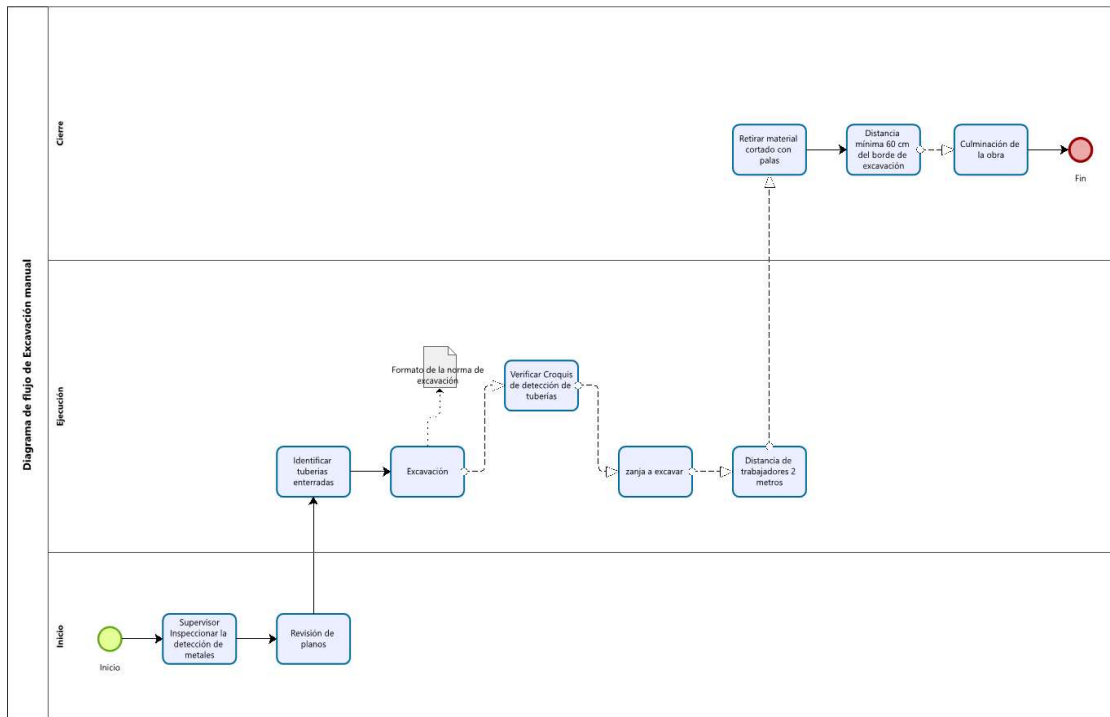 Diagrama de flujo de Excavación manual
Cierre
Retirar material
cortado con
palas
Distancia
mínima 60 cm
del borde de
excavación
Culminación de
la obra
Fin
Ejecución
Formato de la norma de
excavación
Verificar Croquis
de detección de
tuberías
Identificar
tuberias
enterradas
Excavación
zanja a excavar
Distancia de
trabajadores 2
metros
Inicio
Inicio
Supervisor
Inspeccionar la
detección de
metales
Revisión de
planos